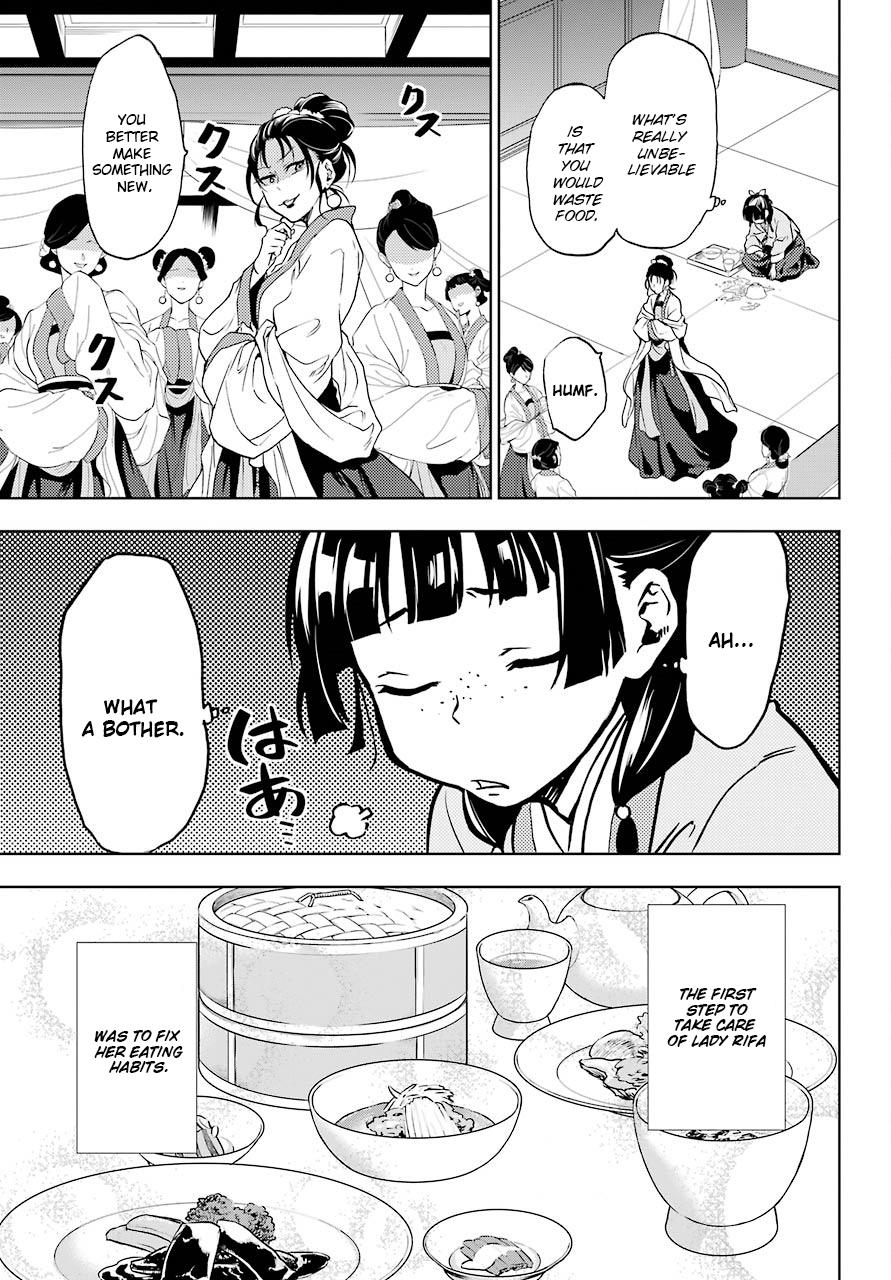 WHAT'S
REALLY
UNBE-
LIEVABLE
IS
THAT
YOU
WOULD
WASTE
FOOD.
HUMF.
YOU
BETTER
MAKE
SOMETHING
NEW.
クス
クス
クス
AH...
WHAT
A BOTHER.
はあ…
THE FIRST
STEP TO
TAKE CARE
OF LADY RIFA
WAS TO FIX
HER EATING
HABITS.